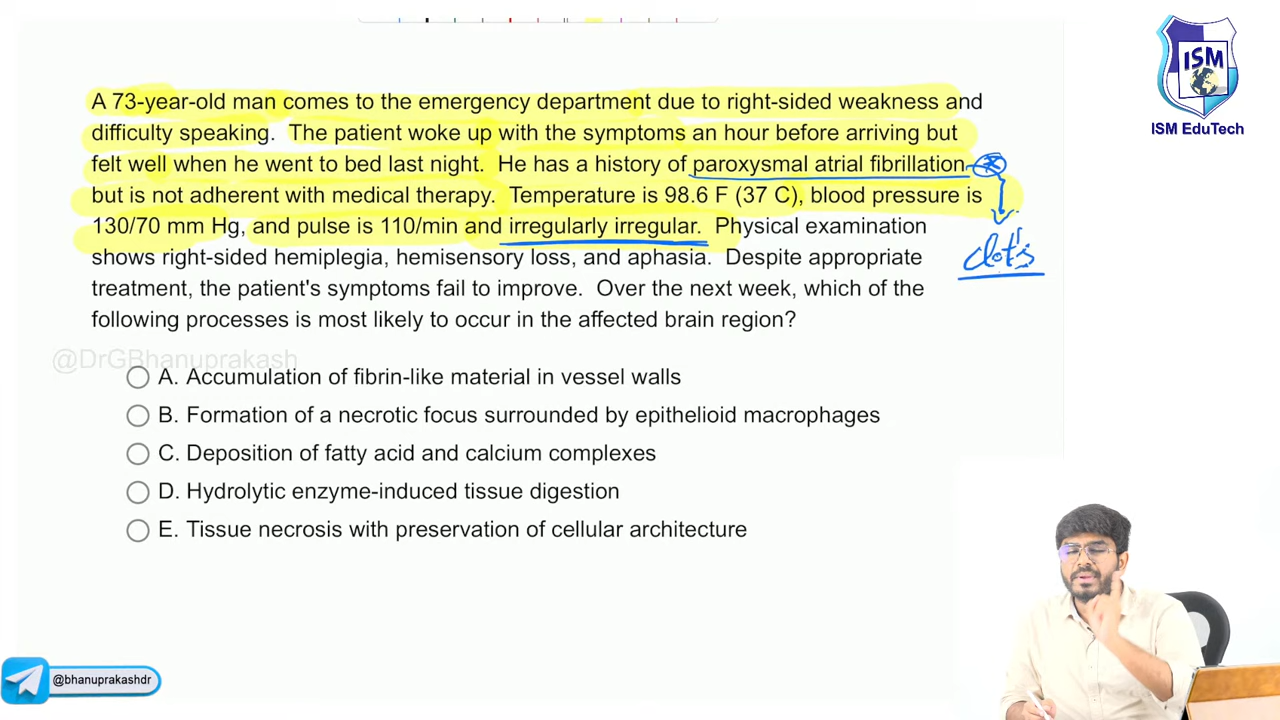 ISM
ISM EduTech
A 73-year-old man comes to the emergency department due to right-sided weakness and
difficulty speaking. The patient woke up with the symptoms an hour before arriving but
felt well when he went to bed last night. He has a history of paroxysmal atrial fibrillation
but is not adherent with medical therapy. Temperature is 98.6 F (37 C), blood pressure is
130/70 mm Hg, and pulse is 110/min and irregularly irregular. Physical examination
shows right-sided hemiplegia, hemisensory loss, and aphasia. Despite appropriate
clot's
treatment, the patient's symptoms fail to improve. Over the next week, which of the
following processes is most likely to occur in the affected brain region?
@DrGBhanuprakash
A. Accumulation of fibrin-like material in vessel walls
B. Formation of a necrotic focus surrounded by epithelioid macrophages
C. Deposition of fatty acid and calcium complexes
D. Hydrolytic enzyme-induced tissue digestion
E. Tissue necrosis with preservation of cellular architecture
@bhanuprakashdr